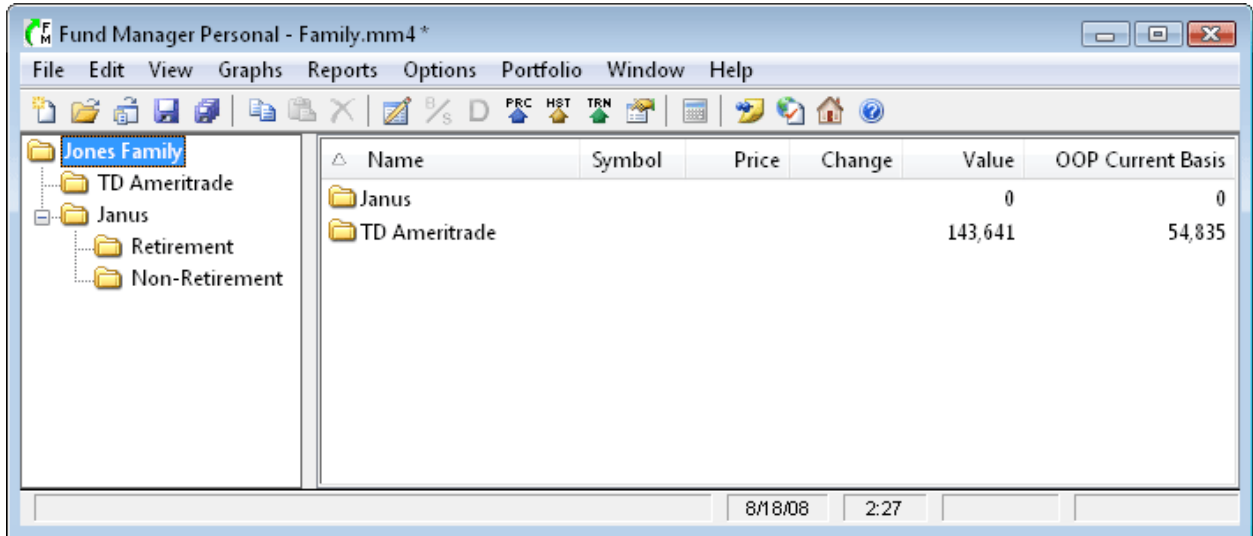 Fund Manager Personal - Family.mm4 *
File Edit View Graphs Reports Options Portfolio Window Help
B/S D PRC HST TRN
Jones Family
TD Ameritrade
Janus
Retirement
Non-Retirement
Name Symbol Price Change Value OOP Current Basis
Janus 0 0
TD Ameritrade 143,641 54,835
8/18/08 2:27